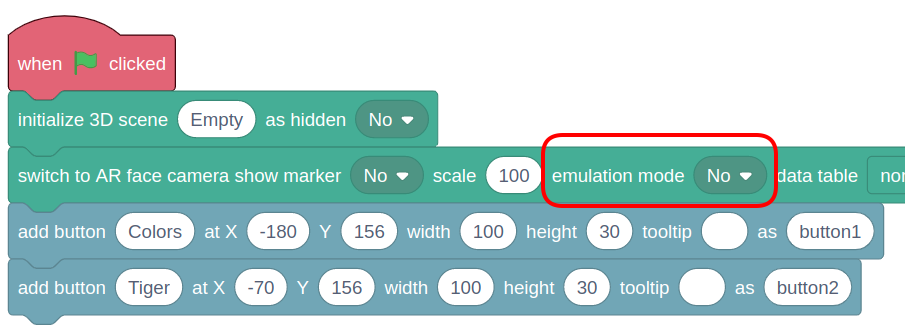 when clicked
initialize 3D scene Empty as hidden No
switch to AR face camera show marker No scale 100 emulation mode No data table
add button Colors at X -180 Y 156 width 100 height 30 tooltip as button1
add button Tiger at X -70 Y 156 width 100 height 30 tooltip as button2